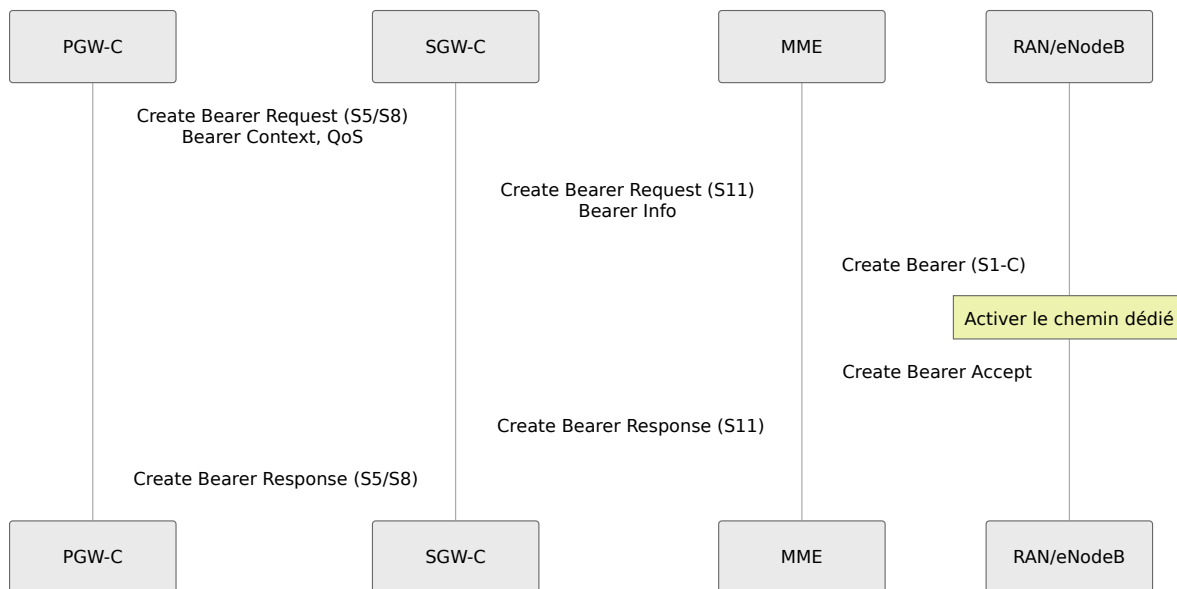 PGW-C
SGW-C
MME
RAN/eNodeB
Create Bearer Request (S5/S8)
Bearer Context, QoS
Create Bearer Request (S11)
Bearer Info
Create Bearer (S1-C)
Activer le chemin dédié
Create Bearer Accept
Create Bearer Response (S11)
Create Bearer Response (S5/S8)
PGW-C
SGW-C
MME
RAN/eNodeB